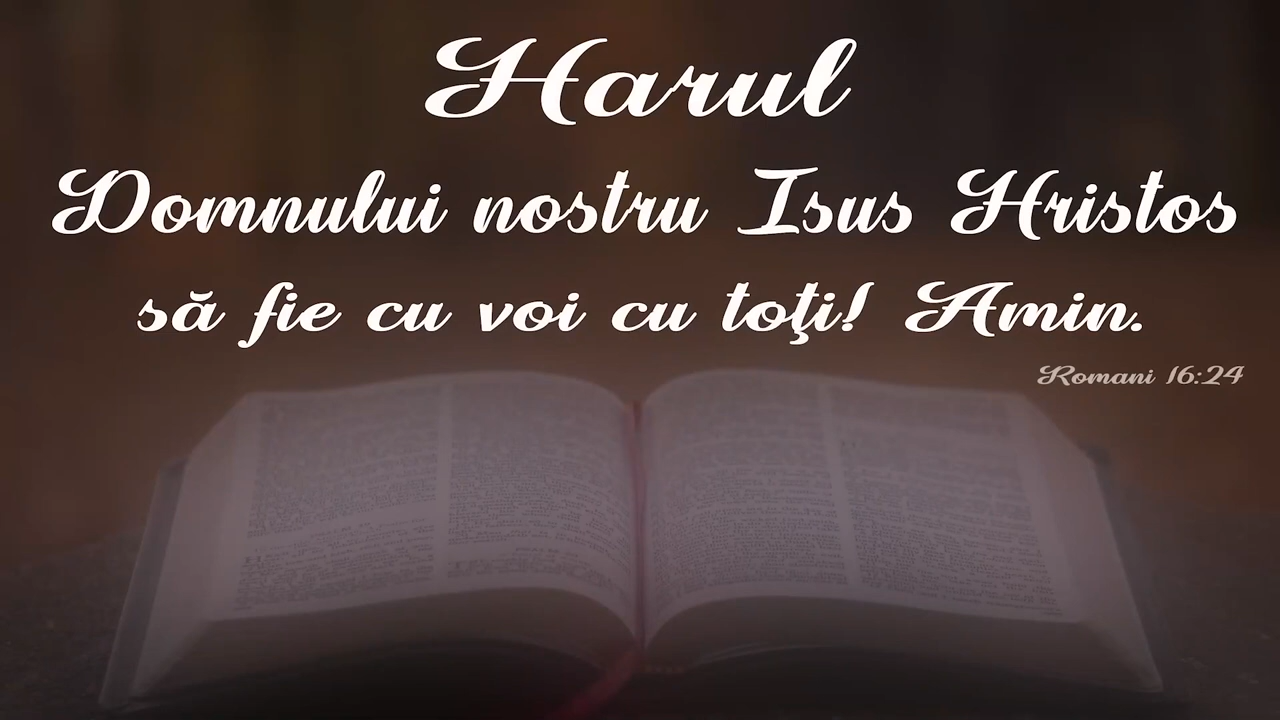 Harul
Domnului nostru Isus Hristos
să fie cu voi cu toţi! Amin.
Romani 16:24